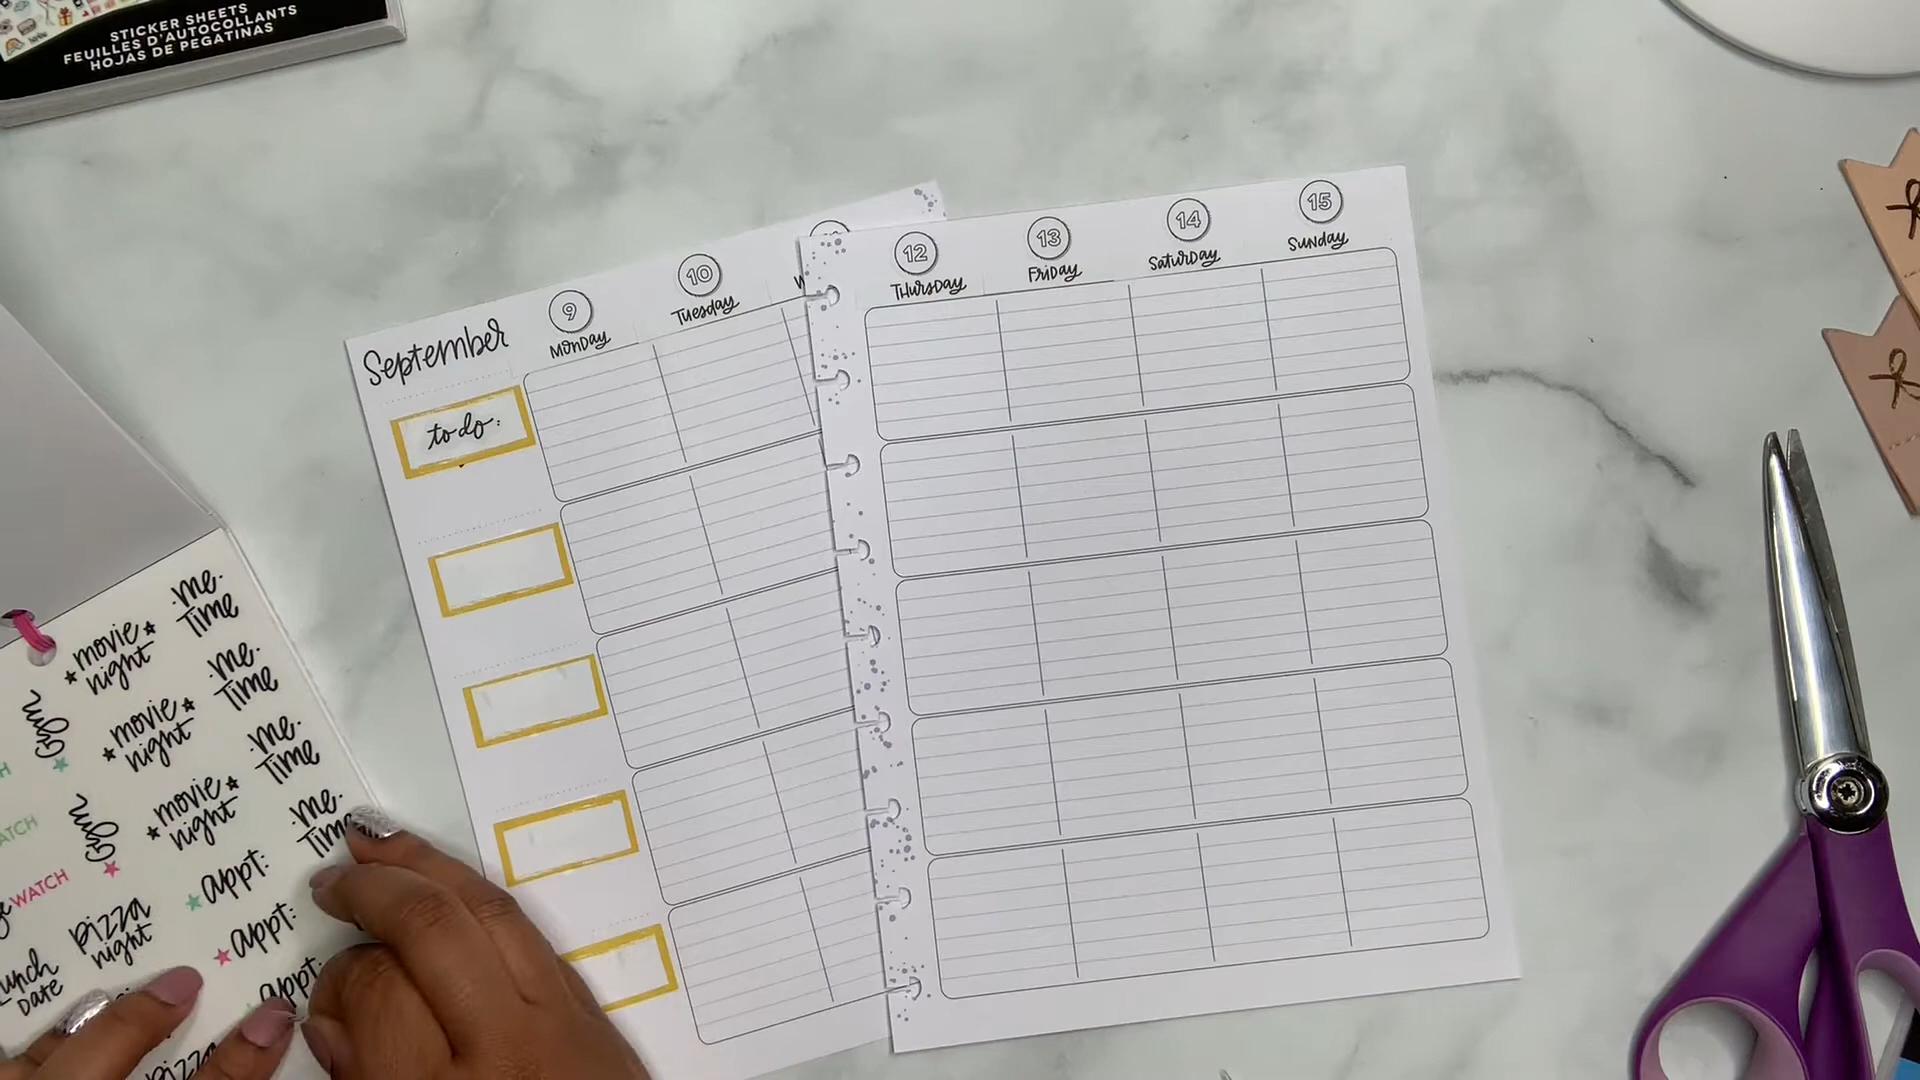 STICKER SHEETS
FEUILLES D'AUTOCOLLANTS
HOJAS DE PEGATINAS
September
9
Monday
10
Tuesday
W
12
Thursday
13
Friday
14
Saturday
15
Sunday
to do:
movie
night
me
Time
Gym
movie
night
me
Time
Gym
movie
night
me
Time
WATCH
me
Time
appt:
pizza
night
appt:
Lunch
Date
appt:
pizza